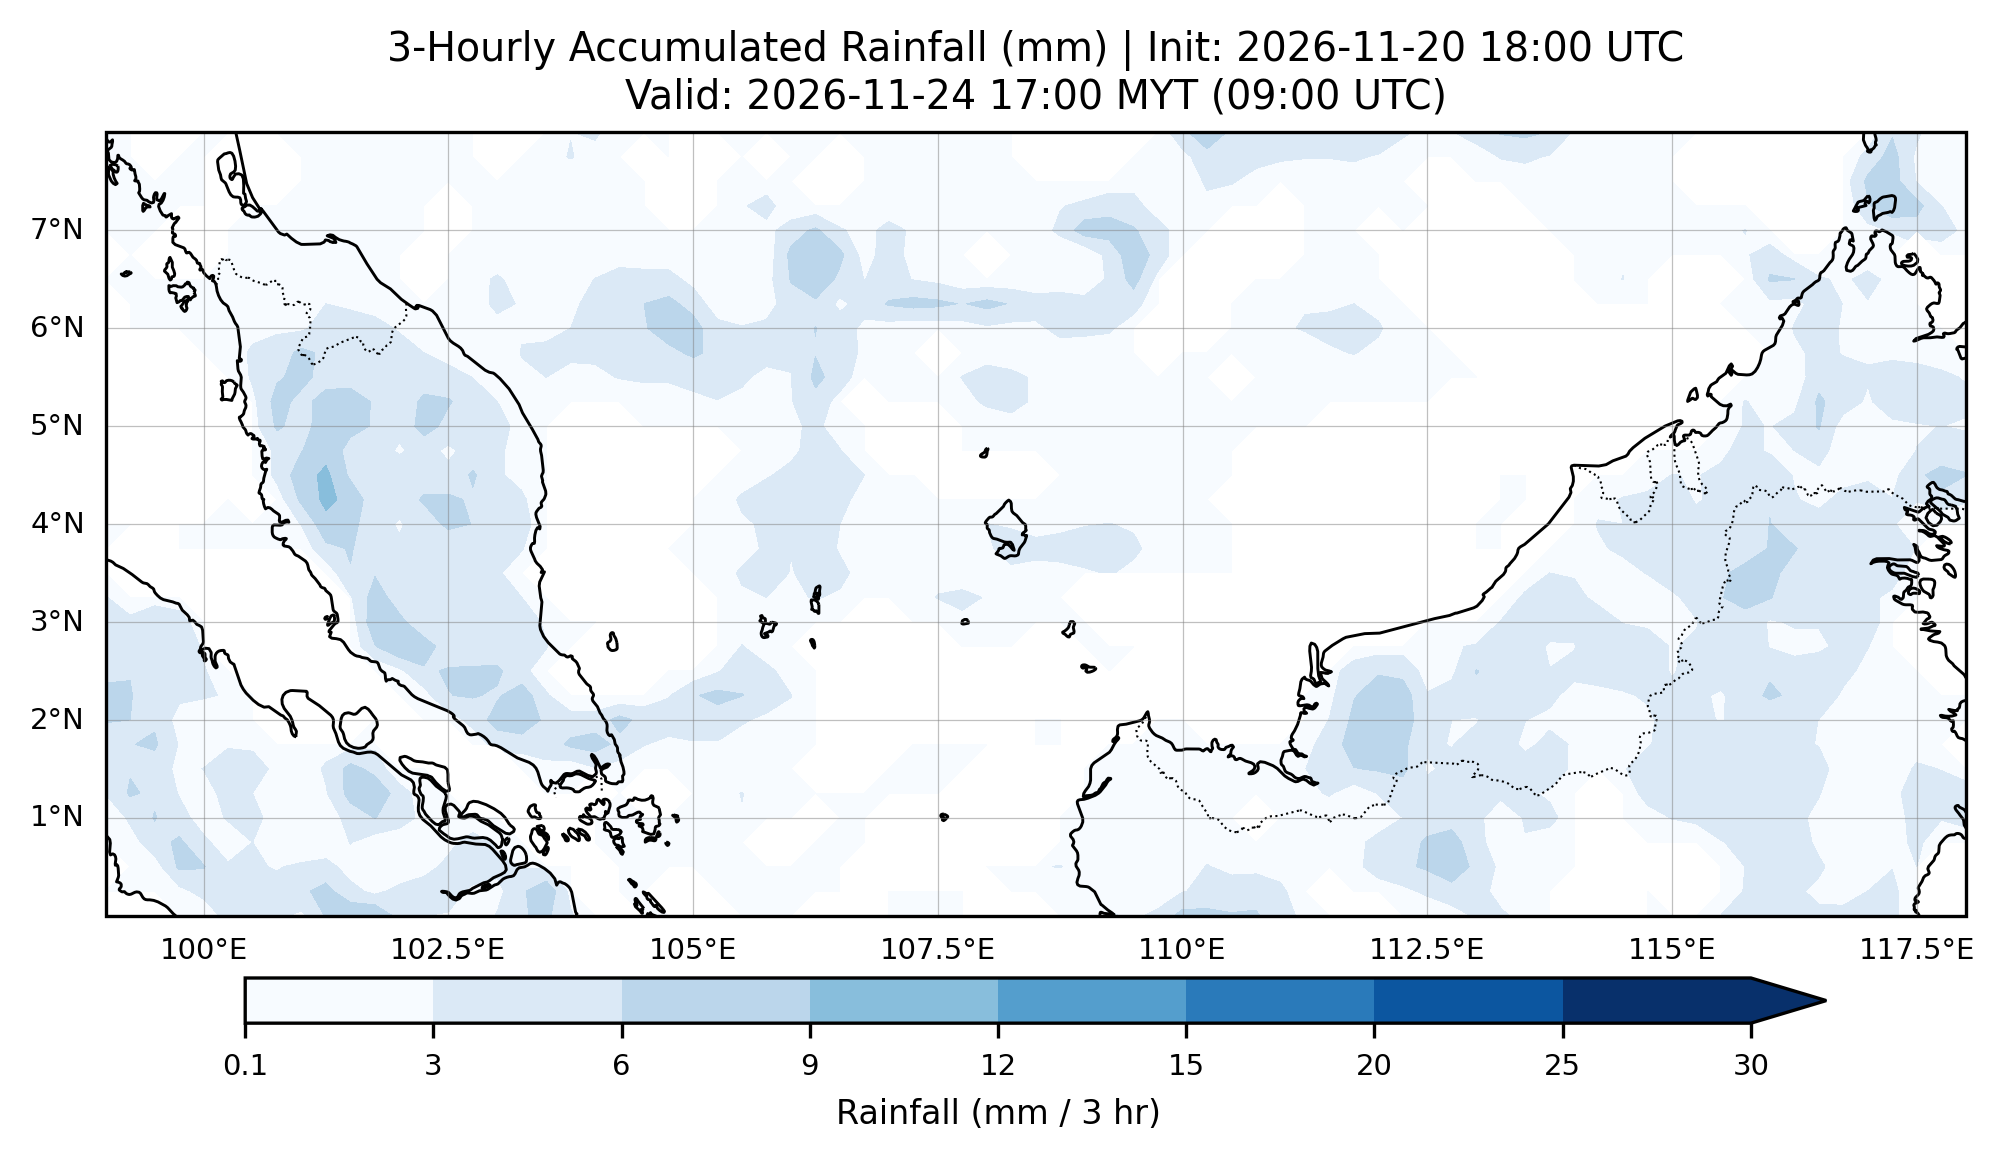 3-Hourly Accumulated Rainfall (mm) | Init: 2026-11-20 18:00 UTC
Valid: 2026-11-24 17:00 MYT (09:00 UTC)
7°N
6°N
5°N
4°N
3°N
2°N
1°N
100°E 102.5°E 105°E 107.5°E 110°E 112.5°E 115°E 117.5°E
0.1 3 6 9 12 15 20 25 30
Rainfall (mm / 3 hr)